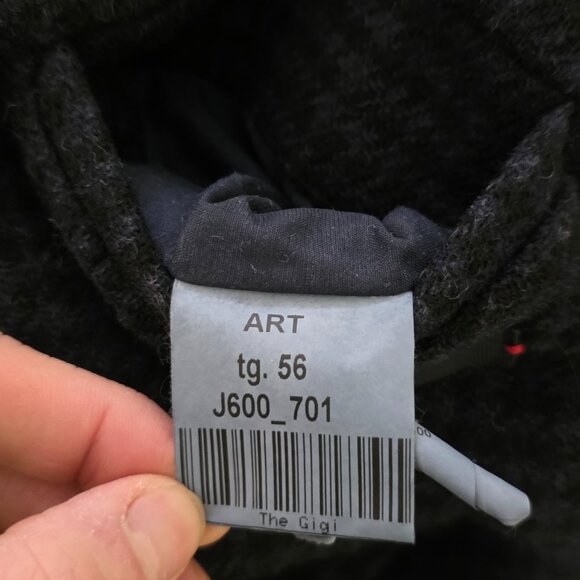 ART
tg. 56
J600_701
The Gigi